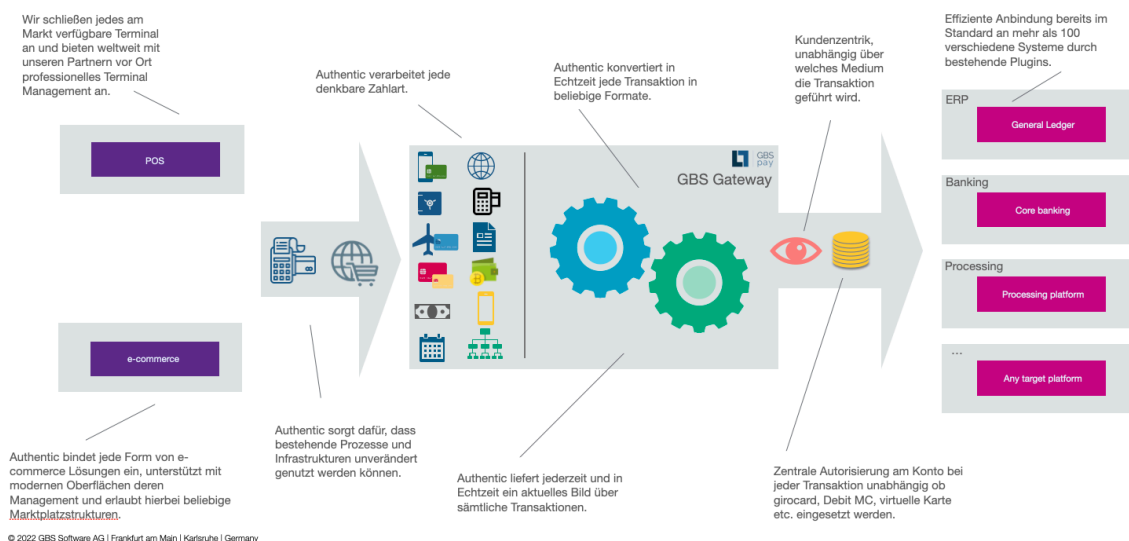 Wir schließen jedes am
Markt verfügbare Terminal
an und bieten weltweit mit
unseren Partnern vor Ort
professionelles Terminal
Management an.
POS
e-commerce
Authentic bindet jede Form von e-
commerce Lösungen ein, unterstützt mit
modernen Oberflächen deren
Management und erlaubt hierbei beliebige
Marktplatzstrukturen.
Authentic sorgt dafür, dass
bestehende Prozesse und
Infrastrukturen unverändert
genutzt werden können.
Authentic verarbeitet jede
denkbare Zahlart.
Authentic konvertiert in
Echtzeit jede Transaktion in
beliebige Formate.
GBS
pay
GBS Gateway
Authentic liefert jederzeit und in
Echtzeit ein aktuelles Bild über
sämtliche Transaktionen.
Kundenzentrik,
unabhängig über
welches Medium
die Transaktion
geführt wird.
Zentrale Autorisierung am Konto bei
jeder Transaktion unabhängig ob
girocard, Debit MC, virtuelle Karte
etc. eingesetzt werden.
Effiziente Anbindung bereits im
Standard an mehr als 100
verschiedene Systeme durch
bestehende Plugins.
ERP
General Ledger
Banking
Core banking
Processing
Processing platform
...
Any target platform
© 2022 GBS Software AG | Frankfurt am Main | Karlsruhe | Germany